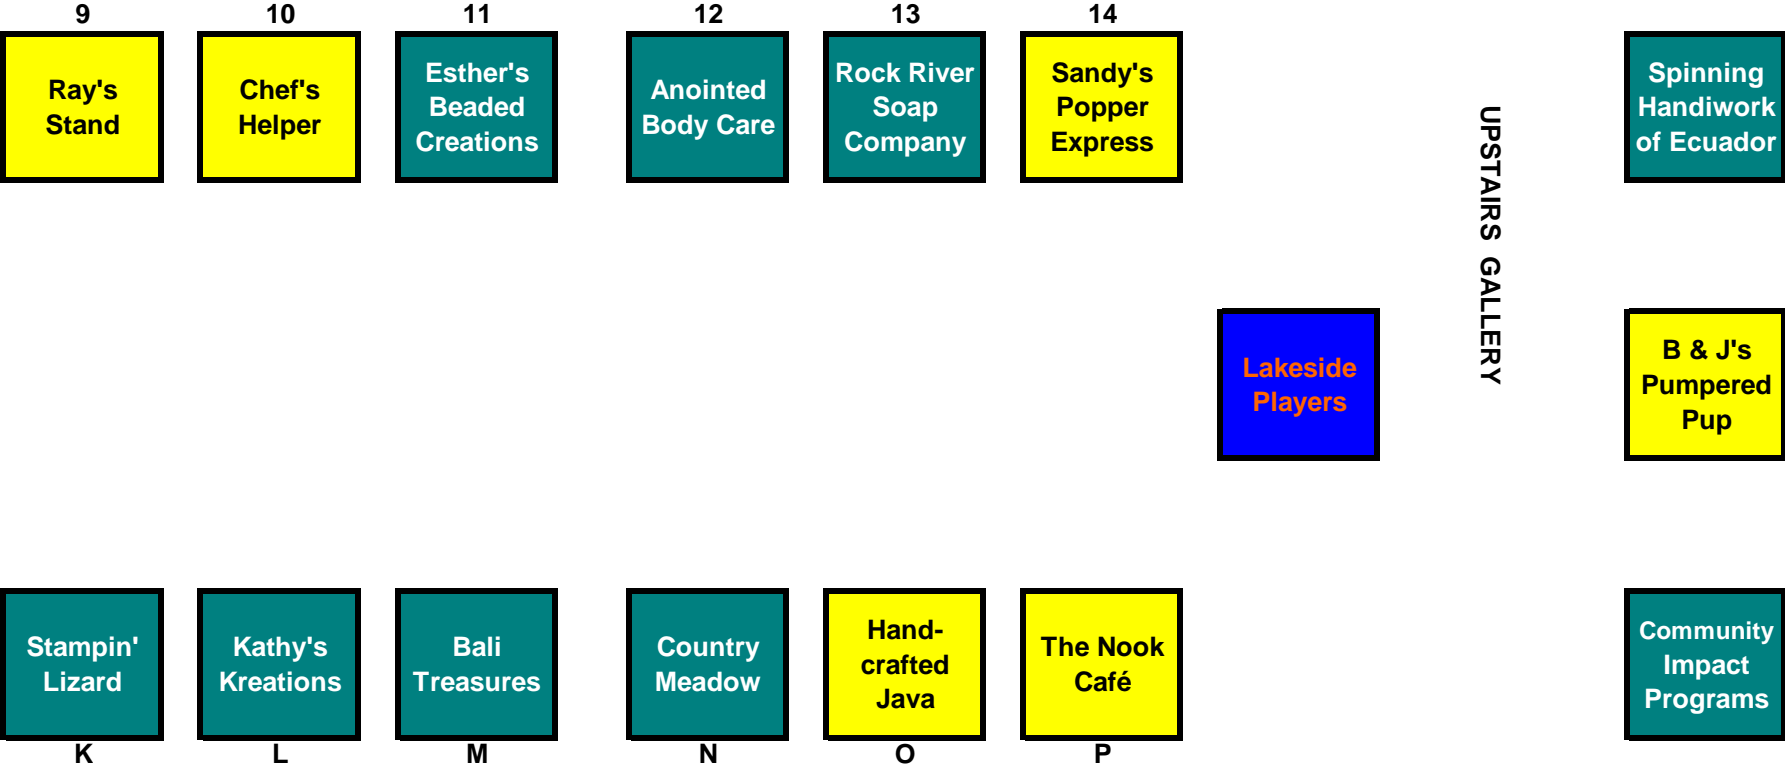 9
10
11
12
13
14
Ray's
Stand
Chef's
Helper
Esther's
Beaded
Creations
Anointed
Body Care
Rock River
Soap
Company
Sandy's
Popper
Express
Spinning
Handiwork
of Ecuador
UPSTAIRS GALLERY
Lakeside
Players
B & J's
Pumpered
Pup
Stampin'
Lizard
Kathy's
Kreations
Bali
Treasures
Country
Meadow
Hand-
crafted
Java
The Nook
Café
Community
Impact
Programs
K
L
M
N
O
P